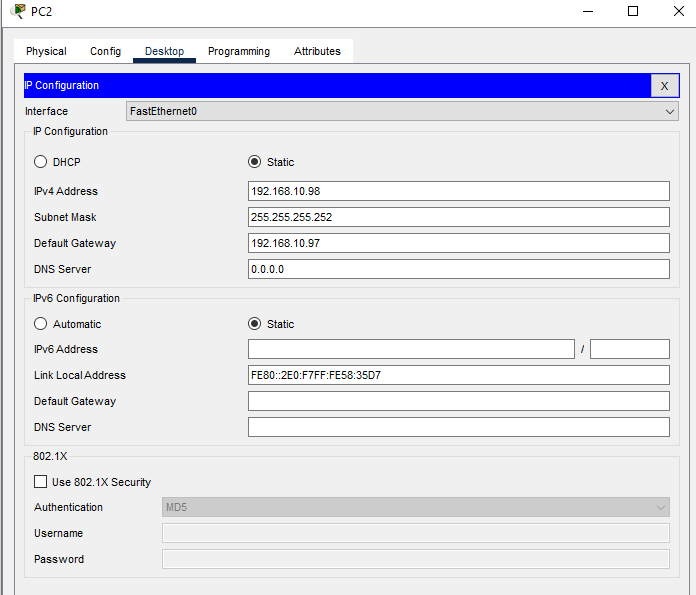 PC2
Physical Config Desktop Programming Attributes
IP Configuration X
Interface FastEthernet0
IP Configuration
DHCP Static
IPv4 Address 192.168.10.98
Subnet Mask 255.255.255.252
Default Gateway 192.168.10.97
DNS Server 0.0.0.0
IPv6 Configuration
Automatic Static
IPv6 Address /
Link Local Address FE80::2E0:F7FF:FE58:35D7
Default Gateway
DNS Server
802.1X
Use 802.1X Security
Authentication MD5
Username
Password